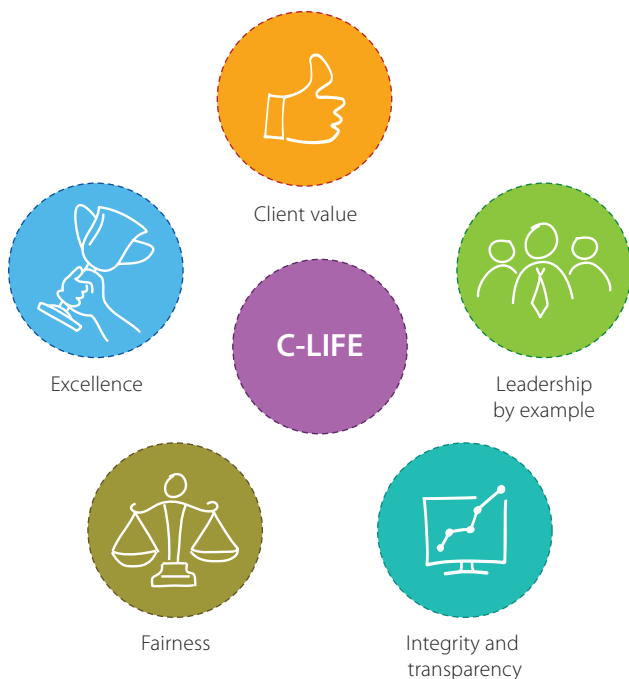 Client value
Excellence
C-LIFE
Leadership
by example
Fairness
Integrity and
transparency